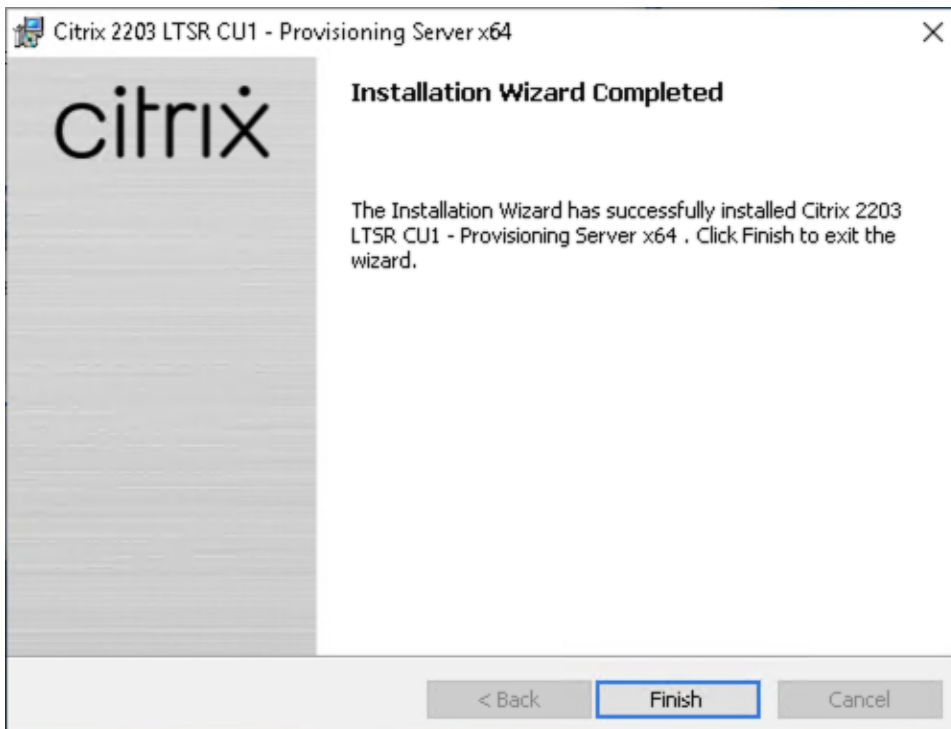 Citrix 2203 LTSR CU1 - Provisioning Server x64
citrix
Installation Wizard Completed
The Installation Wizard has successfully installed Citrix 2203
LTSR CU1 - Provisioning Server x64 . Click Finish to exit the
wizard.
< Back
Finish
Cancel